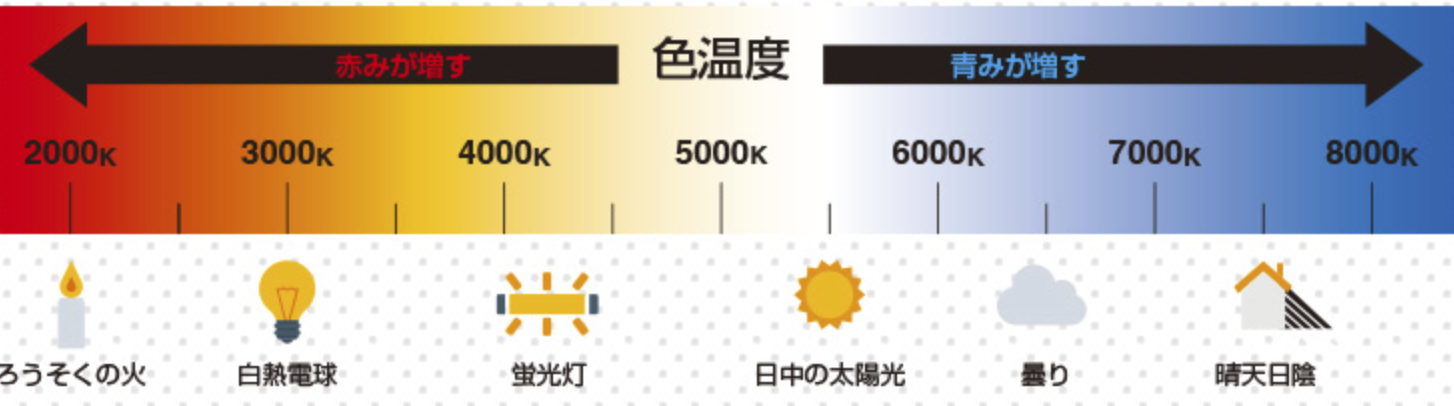 赤みが増す 色温度 青みが増す
2000K 3000K 4000K 5000K 6000K 7000K 8000K
ろうそくの火 白熱電球 蛍光灯 日中の太陽光 曇り 晴天日陰